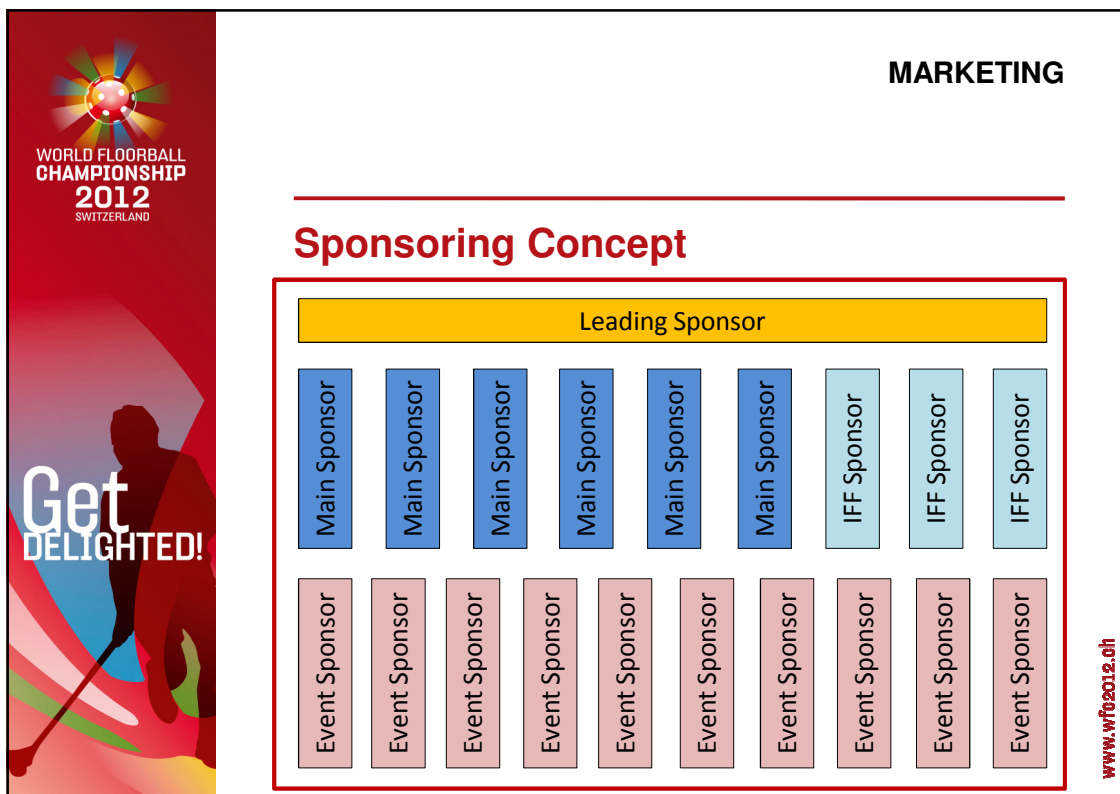 WORLD FLOORBALL
CHAMPIONSHIP
2012
SWITZERLAND
Get
DELIGHTED!
MARKETING
Sponsoring Concept
Leading Sponsor
Main Sponsor
Main Sponsor
Main Sponsor
Main Sponsor
Main Sponsor
Main Sponsor
IFF Sponsor
IFF Sponsor
IFF Sponsor
Event Sponsor
Event Sponsor
Event Sponsor
Event Sponsor
Event Sponsor
Event Sponsor
Event Sponsor
Event Sponsor
Event Sponsor
Event Sponsor
www.wfc2012.ch